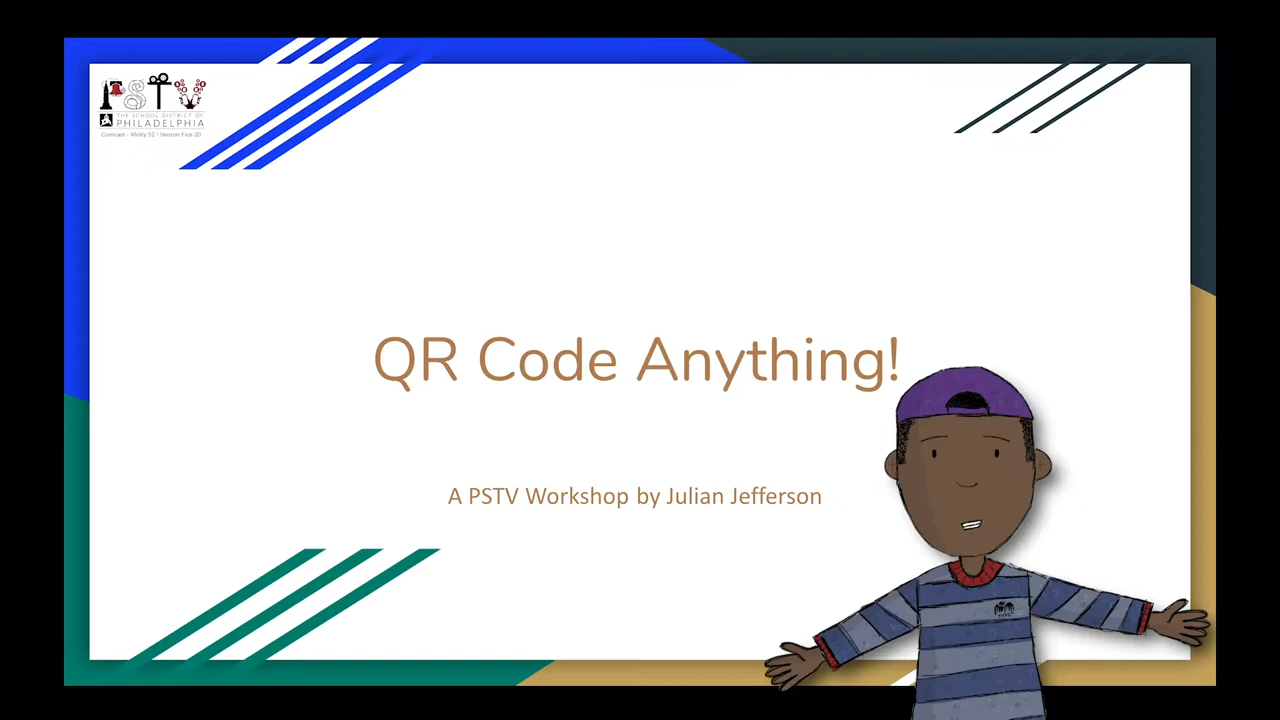 PSTV
THE SCHOOL DISTRICT OF
PHILADELPHIA
Comcast - Xfinity 52 / Verizon Fios 20
QR Code Anything!
A PSTV Workshop by Julian Jefferson